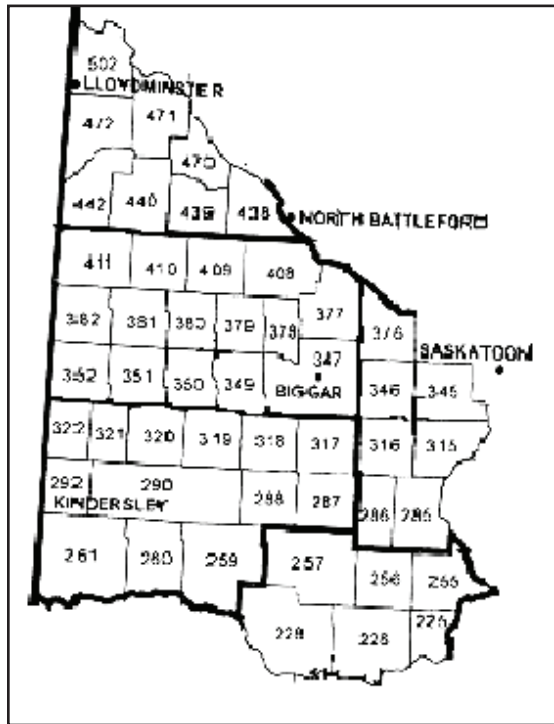 502
LLOYDMINSTER
472 471
470
442 440 439 438 NORTH BATTLEFORD
411 410 409 408
382 381 380 379 378 377 376
347 SASKATOON
352 351 350 349 BIGGAR 346 345
322 321 320 319 318 317 316 315
292 290 288 287 286 285
KINDERSLEY
261 260 259 257 256 255
225
228 226